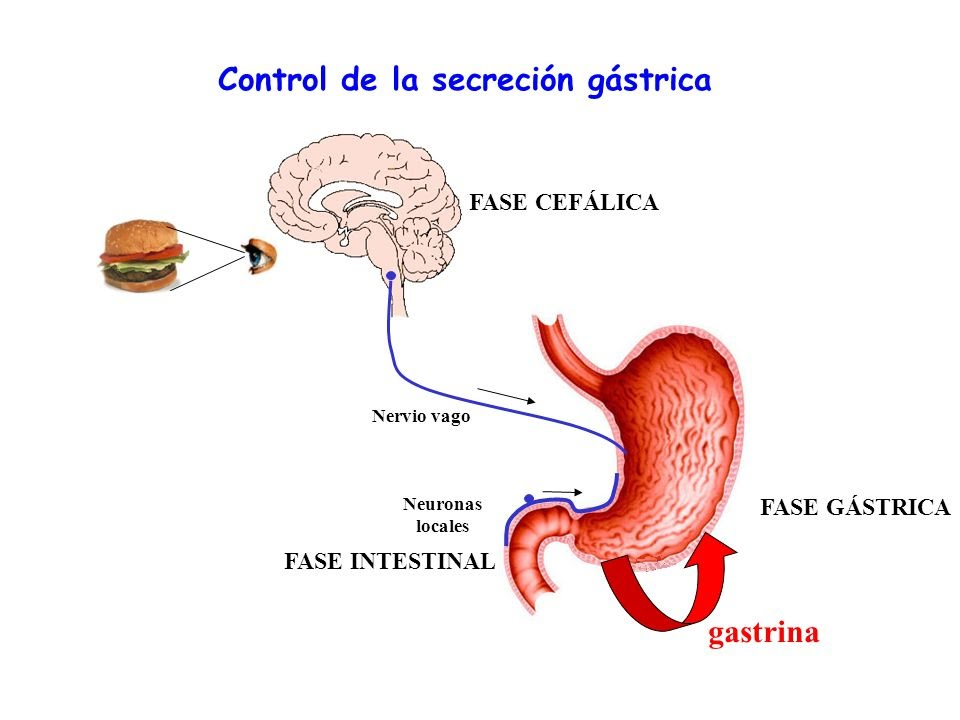 Control de la secreción gástrica
FASE CEFÁLICA
Nervio vago
Neuronas
locales
FASE GÁSTRICA
FASE INTESTINAL
gastrina